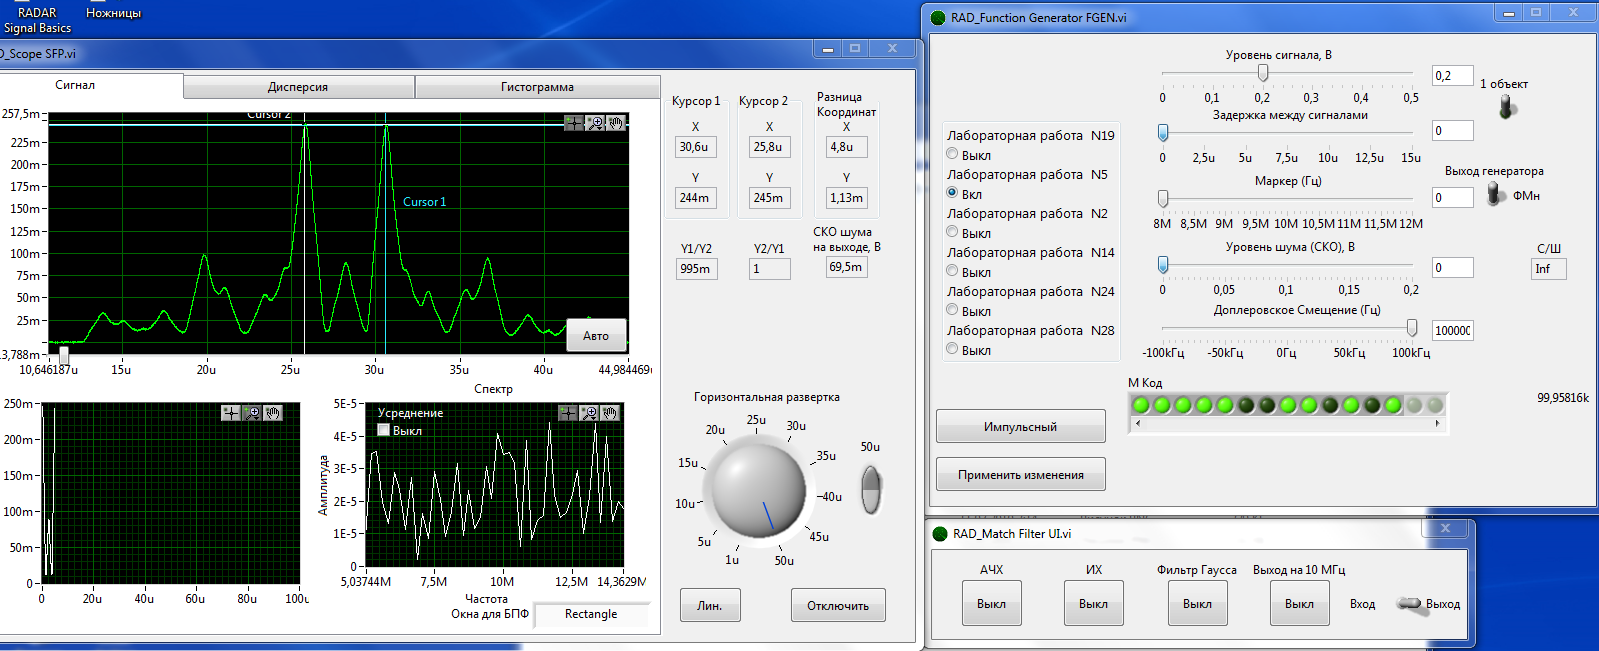 RADAR
Signal Basics
Ножницы
D_Scope SFP.vi
Сигнал
Дисперсия
Гистограмма
257,5m
225m
200m
175m
150m
125m
100m
75m
50m
25m
3,788m
Cursor 2
Cursor 1
Авто
10,646187u 15u 20u 25u 30u 35u 40u 44,984469u
Курсор 1
X
30,6u
Y
244m
Курсор 2
X
25,8u
Y
245m
Разница
Координат
X
4,8u
Y
1,13m
Y1/Y2
995m
Y2/Y1
1
СКО шума
на выходе, В
69,5m
250m
200m
150m
100m
50m
0
0 20u 40u 60u 80u 100u
Спектр
Усреднение
Выкл
Амплитуда
5E-5
4E-5
3E-5
2E-5
1E-5
0
5,03744M 7,5M 10M 12,5M 14,3629M
Частота
Окна для БПФ
Rectangle
Горизонтальная развертка
1u
5u
10u
15u
20u
25u
30u
35u
40u
45u
50u
50u
Лин.
Отключить
RAD_Function Generator FGEN.vi
Лабораторная работа N19
Выкл
Лабораторная работа N5
Вкл
Лабораторная работа N2
Выкл
Лабораторная работа N14
Выкл
Лабораторная работа N24
Выкл
Лабораторная работа N28
Выкл
Импульсный
Применить изменения
Уровень сигнала, В
0 0,1 0,2 0,3 0,4 0,5
0,2
1 объект
Задержка между сигналами
0 2,5u 5u 7,5u 10u 12,5u 15u
0
Маркер (Гц)
8M 8,5M 9M 9,5M 10M 10,5M 11M 11,5M 12M
0
Выход генератора
ФМн
Уровень шума (СКО), В
0 0,05 0,1 0,15 0,2
0
С/Ш
Inf
Доплеровское Смещение (Гц)
-100кГц -50кГц 0Гц 50кГц 100кГц
100000
М Код
99,95816k
RAD_Match Filter UI.vi
АЧХ
Выкл
ИХ
Выкл
Фильтр Гаусса
Выкл
Выход на 10 МГц
Выкл
Вход
Выход